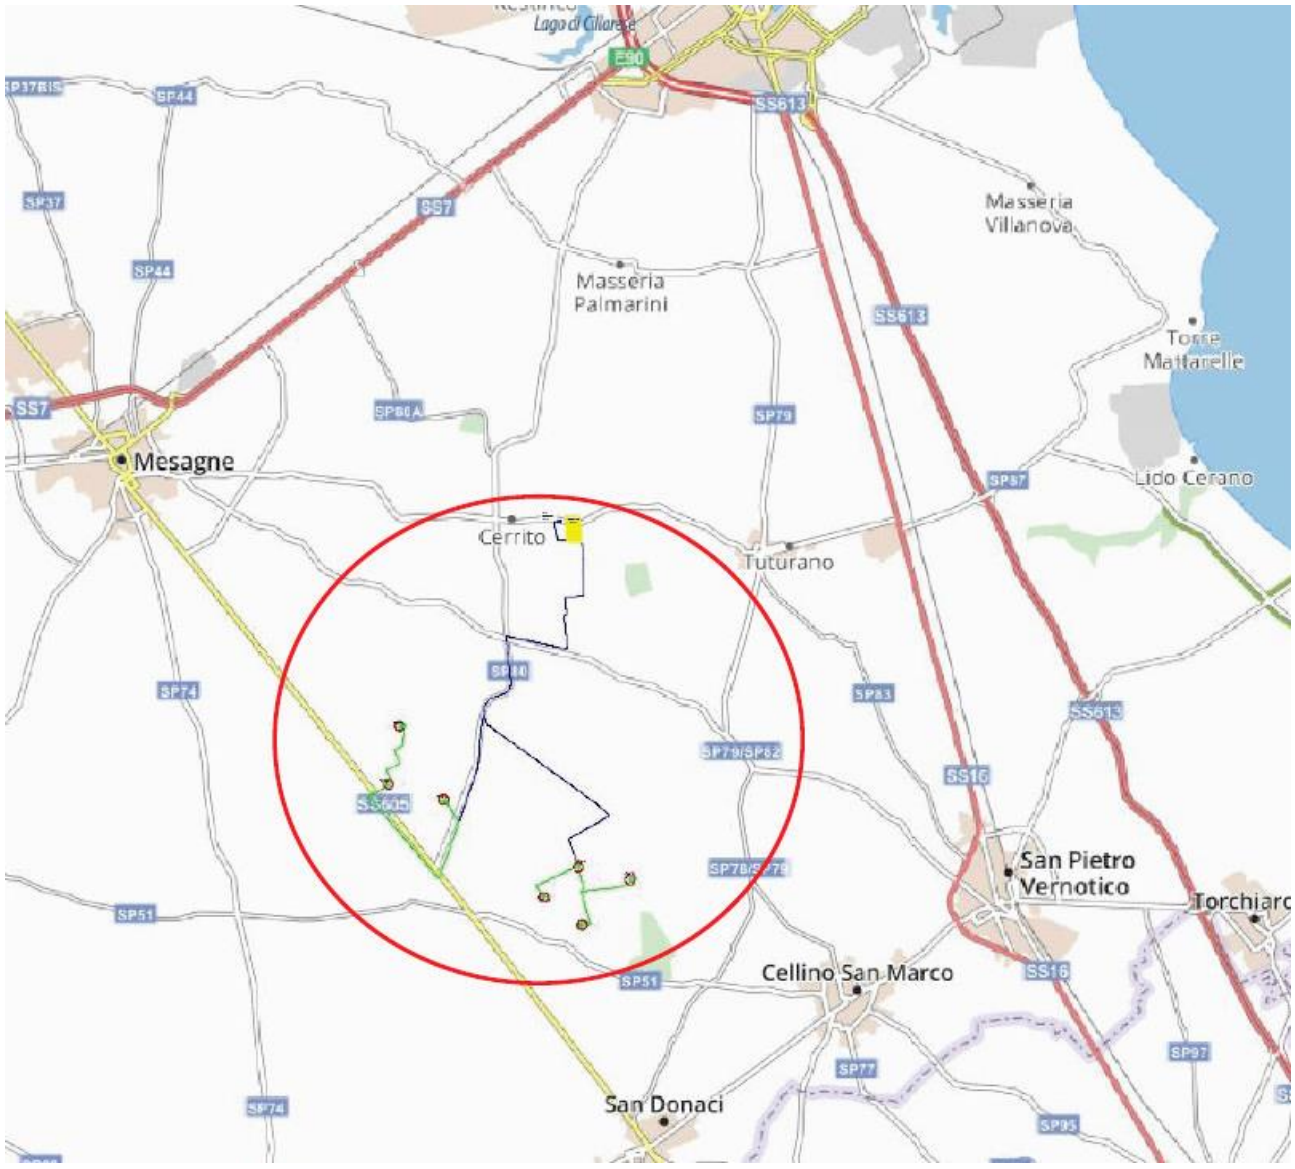 Lago di Cillarese
E90
SP37BIS
SP44
SS613
SP37
SS7
Masseria
Villanova
SP44
Masseria
Palmarini
SS613
Torre
Mattarelle
SS7
SP80A
SP79
Mesagne
SP87
Lido Cerano
Cerrito
Tuturano
SP80
SP74
SP83
SS613
SP79/SP82
SS16
SS605
San Pietro
Vernotico
SP78/SP79
SP51
Torchiaro
Cellino San Marco
SS16
SP51
SP97
SP77
SP74
San Donaci
SP95